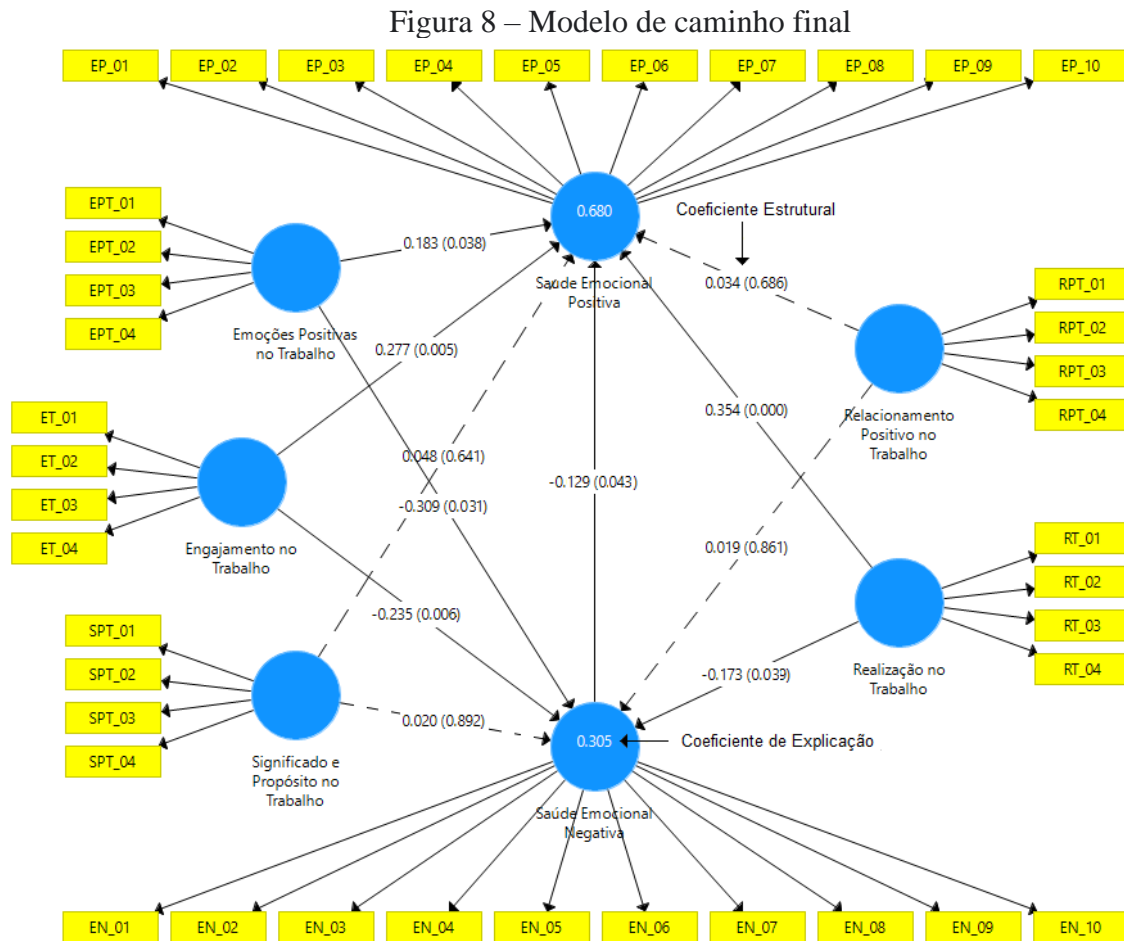 Figura 8 – Modelo de caminho final
EP_01
EP_02
EP_03
EP_04
EP_05
EP_06
EP_07
EP_08
EP_09
EP_10
EPT_01
EPT_02
EPT_03
EPT_04
Emoções Positivas
no Trabalho
0.183 (0.038)
0.680
Saúde Emocional
Positiva
Coeficiente Estrutural
0.034 (0.686)
RPT_01
RPT_02
RPT_03
RPT_04
Relacionamento
Positivo no
Trabalho
0.277 (0.005)
0.354 (0.000)
ET_01
ET_02
ET_03
ET_04
Engajamento no
Trabalho
0.048 (0.641)
-0.309 (0.031)
-0.129 (0.043)
0.019 (0.861)
-0.235 (0.006)
RT_01
RT_02
RT_03
RT_04
Realização no
Trabalho
-0.173 (0.039)
SPT_01
SPT_02
SPT_03
SPT_04
Significado e
Propósito no
Trabalho
0.020 (0.892)
0.305
Coeficiente de Explicação
Saúde Emocional
Negativa
EN_01
EN_02
EN_03
EN_04
EN_05
EN_06
EN_07
EN_08
EN_09
EN_10